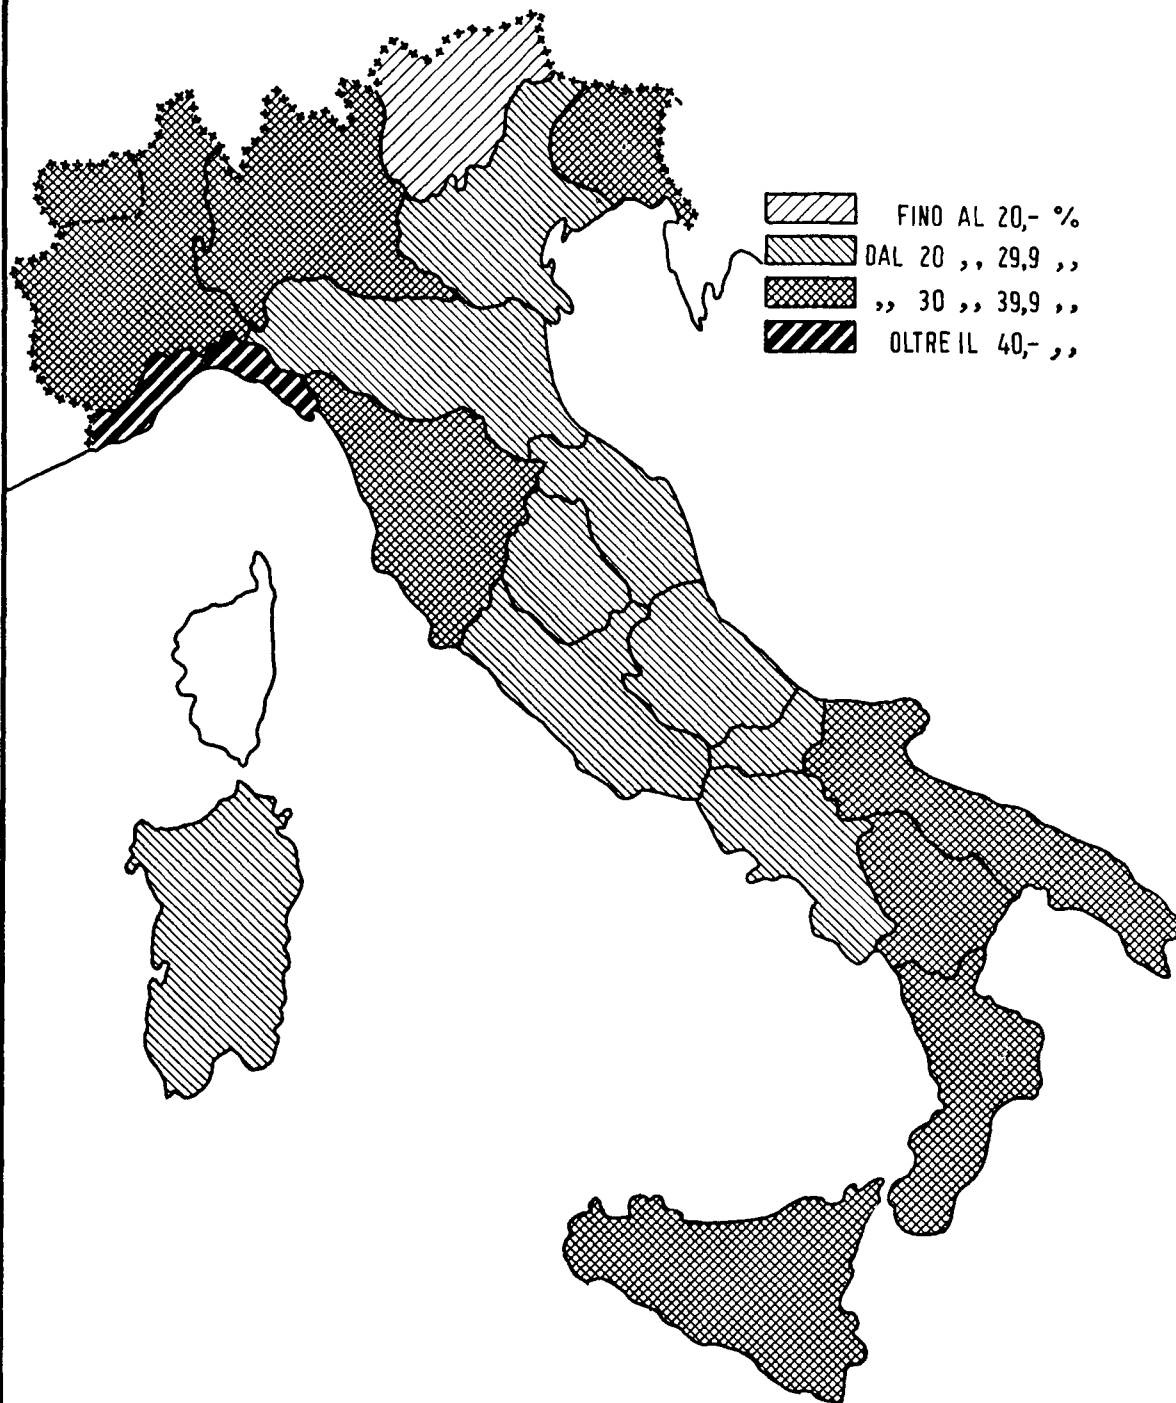 FINO AL 20,- %
DAL 20 ,, 29,9 ,,
,, 30 ,, 39,9 ,,
OLTRE IL 40,- ,,